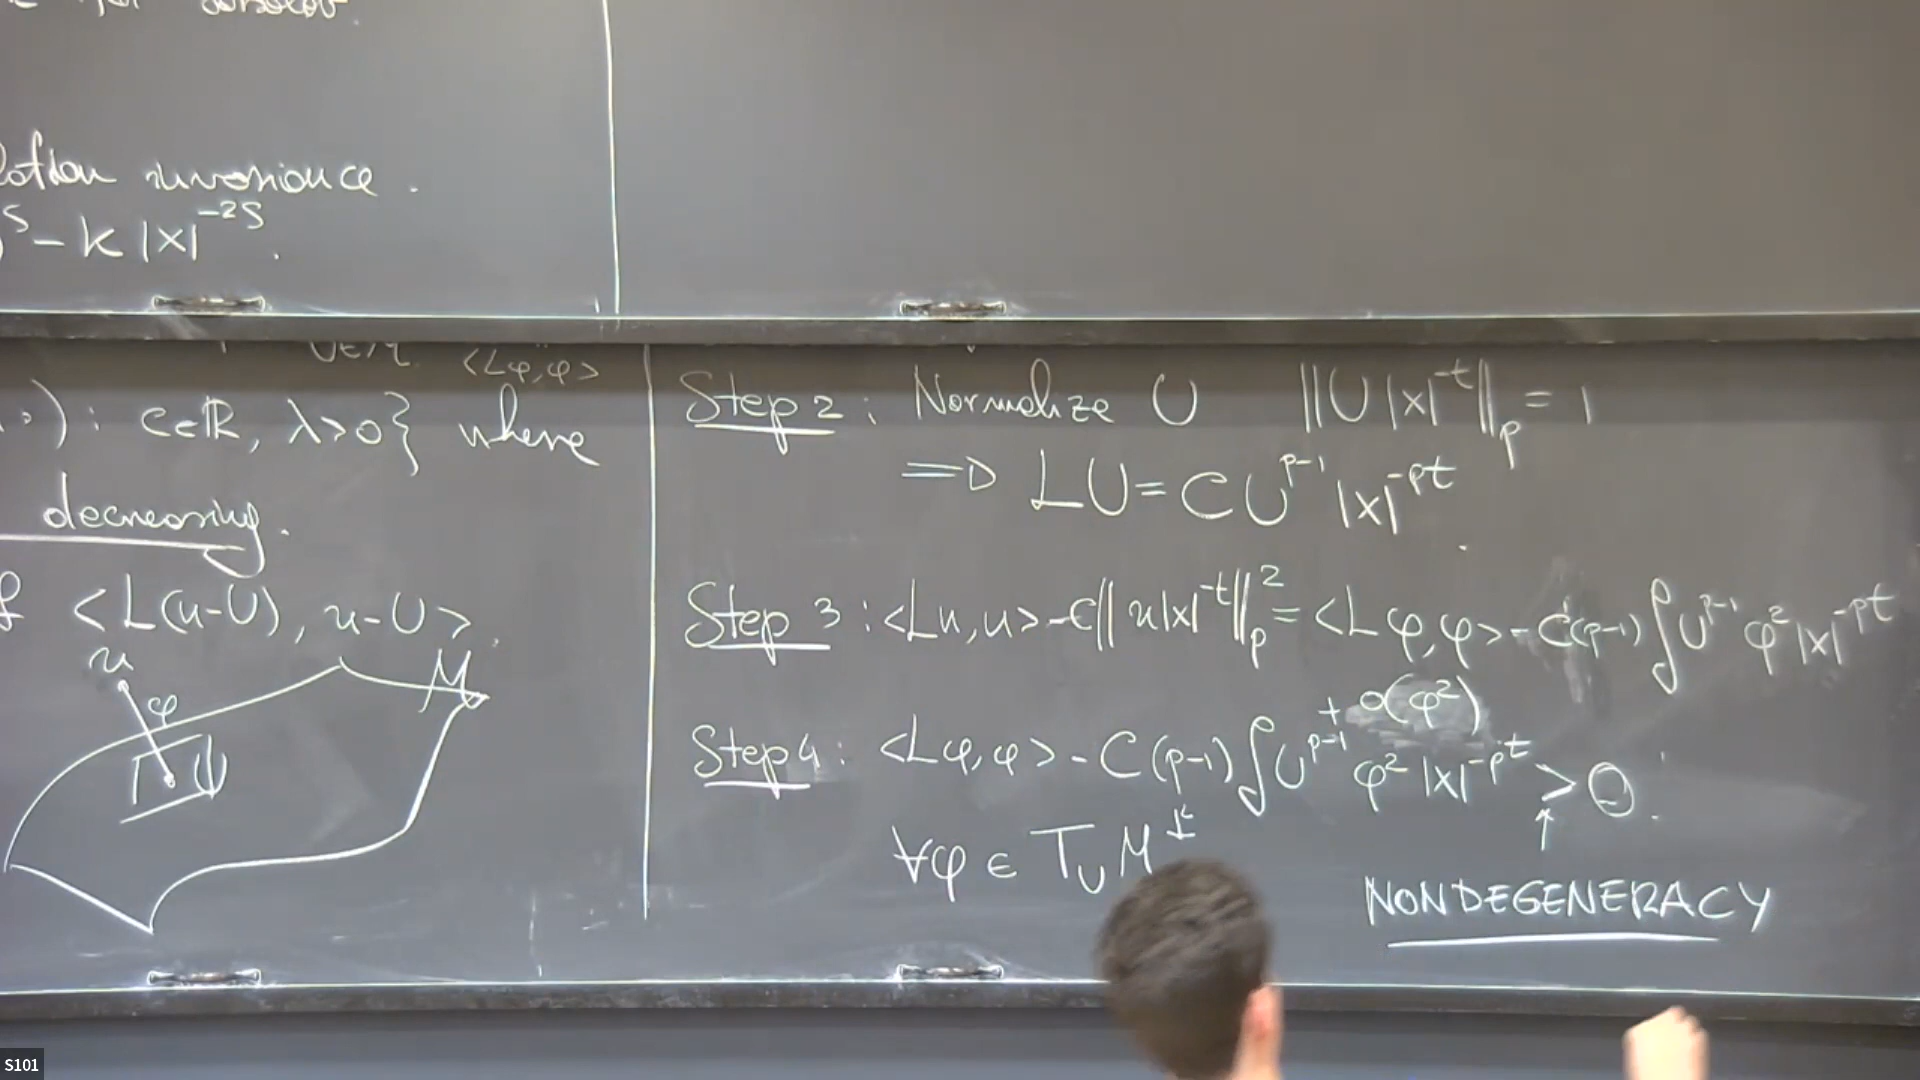 invariance.
s - K |x|^{-2s}.
U∈M <Lφ,φ>
): c∈R, λ>0} where
decreasing.
<L(u-U), u-U>.
u
φ
M
U
Step 2: Normalize U ||U |x|^{-t}||_p = 1
=> LU = C U^{p-1} |x|^{-pt}.
Step 3: <Lu,u> - C|| u|x|^{-t}||_p^2 = <Lφ,φ> - C(p-1) ∫ U^{p-1} φ^2 |x|^{-pt}
+ o(φ^2)
Step 4: <Lφ,φ> - C(p-1) ∫ U^{p-1} φ^2 |x|^{-pt} > 0.
↑
∀φ ∈ T_U M^⊥
NONDEGENERACY
S101